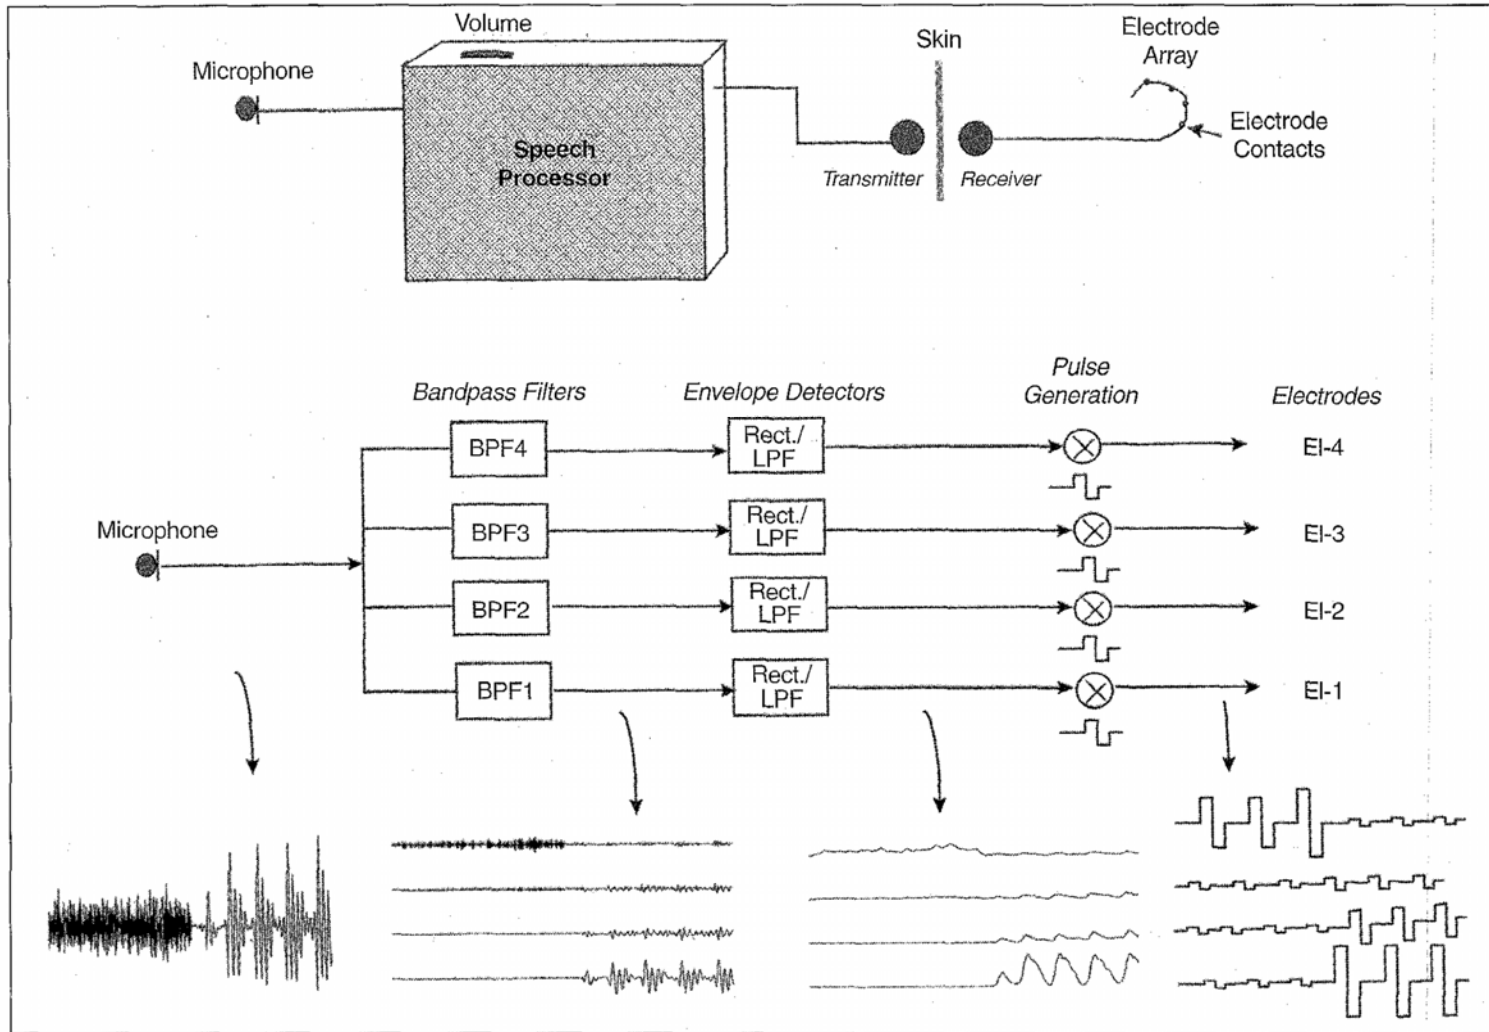 Volume
Microphone
Speech
Processor
Skin
Transmitter
Receiver
Electrode
Array
Electrode
Contacts
Bandpass Filters
Envelope Detectors
Pulse
Generation
Electrodes
BPF4
Rect./
LPF
El-4
Microphone
BPF3
Rect./
LPF
El-3
BPF2
Rect./
LPF
El-2
BPF1
Rect./
LPF
El-1